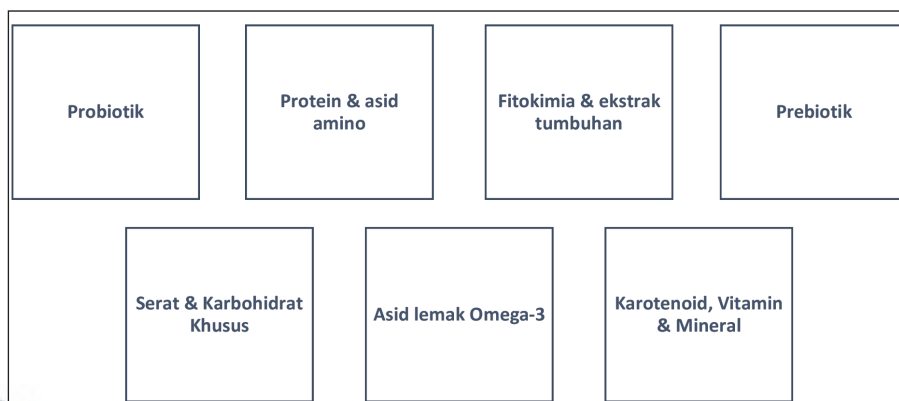 Probiotik
Protein & asid
amino
Fitokimia & ekstrak
tumbuhan
Prebiotik
Serat & Karbohidrat
Khusus
Asid lemak Omega-3
Karotenoid, Vitamin
& Mineral